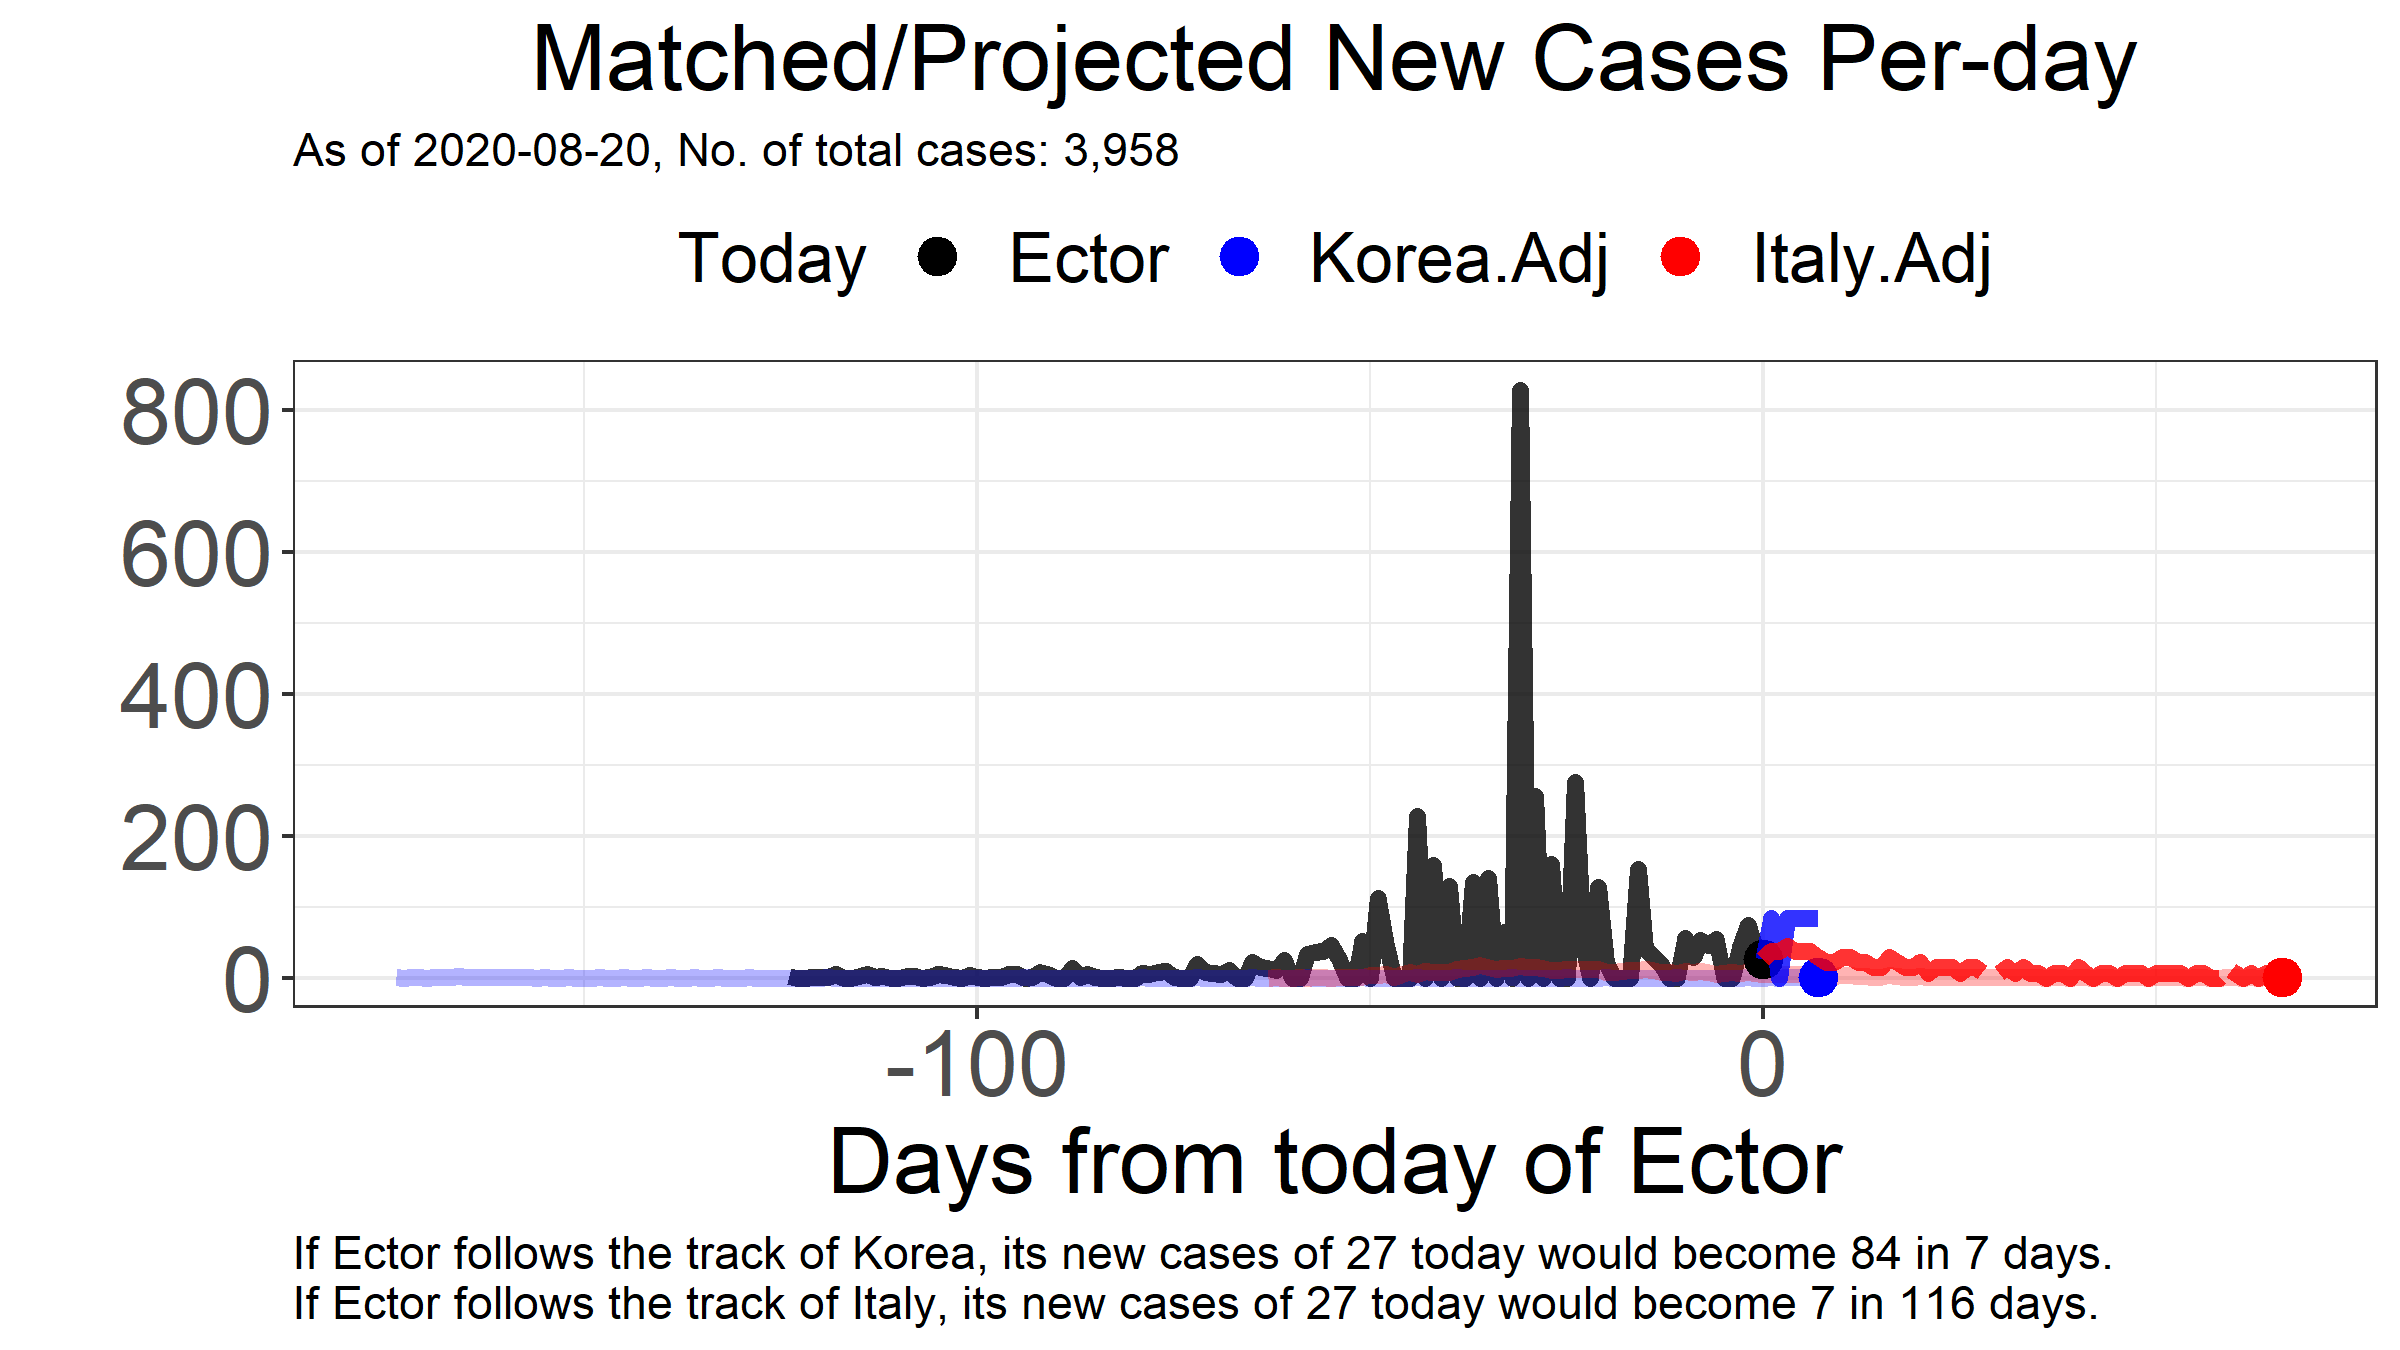 Matched/Projected New Cases Per-day
As of 2020-08-20, No. of total cases: 3,958
Today Ector Korea.Adj Italy.Adj
800
600
400
200
0
-100 0
Days from today of Ector
If Ector follows the track of Korea, its new cases of 27 today would become 84 in 7 days.
If Ector follows the track of Italy, its new cases of 27 today would become 7 in 116 days.